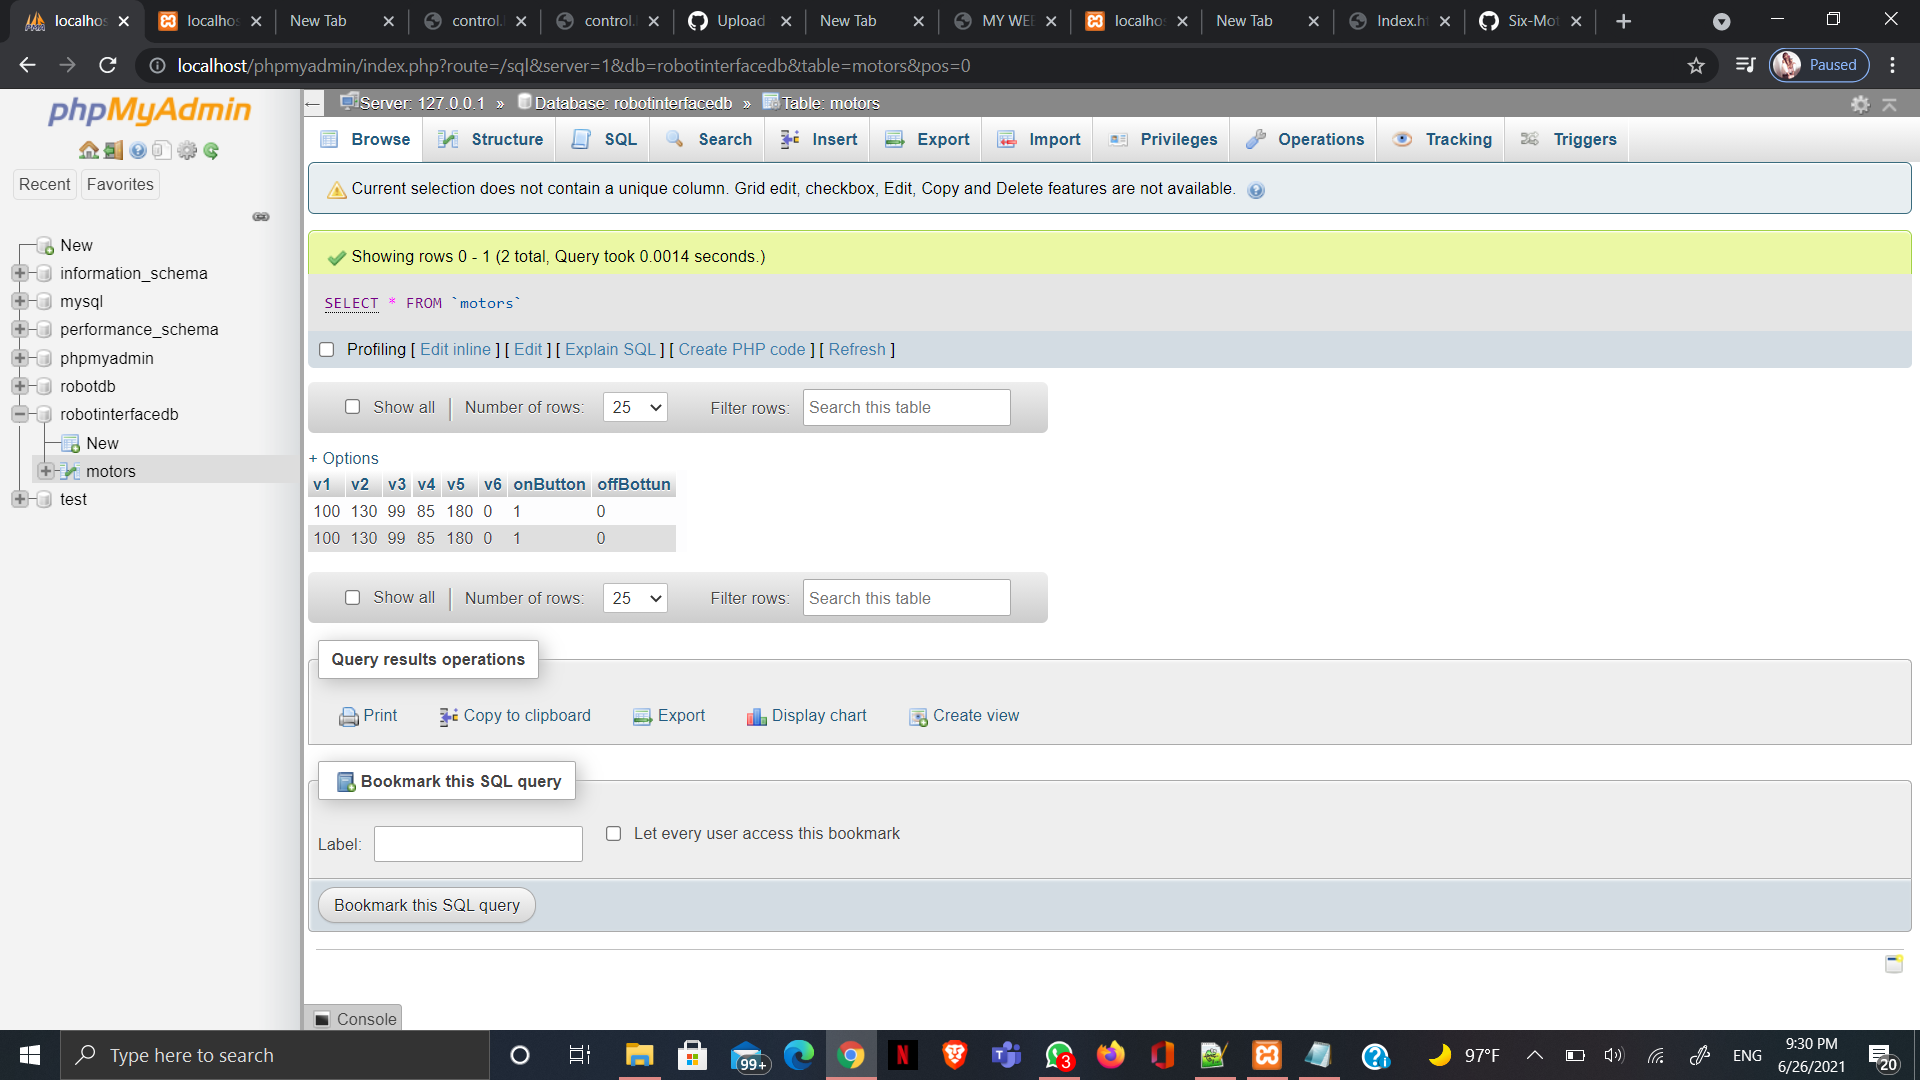 localhos
localhos
New Tab
control.
control.
Upload
New Tab
MY WE
localhos
New Tab
Index.h
Six-Mot
localhost/phpmyadmin/index.php?route=/sql&server=1&db=robotinterfacedb&table=motors&pos=0
Paused
phpMyAdmin
Recent
Favorites
New
information_schema
mysql
performance_schema
phpmyadmin
robotdb
robotinterfacedb
New
motors
test
Server: 127.0.0.1 » Database: robotinterfacedb » Table: motors
Browse Structure SQL Search Insert Export Import Privileges Operations Tracking Triggers
Current selection does not contain a unique column. Grid edit, checkbox, Edit, Copy and Delete features are not available.
Showing rows 0 - 1 (2 total, Query took 0.0014 seconds.)
SELECT * FROM `motors`
Profiling [ Edit inline ] [ Edit ] [ Explain SQL ] [ Create PHP code ] [ Refresh ]
Show all Number of rows: 25 Filter rows: Search this table
+ Options
v1 v2 v3 v4 v5 v6 onButton offBottun
100 130 99 85 180 0 1 0
100 130 99 85 180 0 1 0
Show all Number of rows: 25 Filter rows: Search this table
Query results operations
Print Copy to clipboard Export Display chart Create view
Bookmark this SQL query
Label: Let every user access this bookmark
Bookmark this SQL query
Console
Type here to search
99+
3
97°F
ENG
9:30 PM
6/26/2021
20